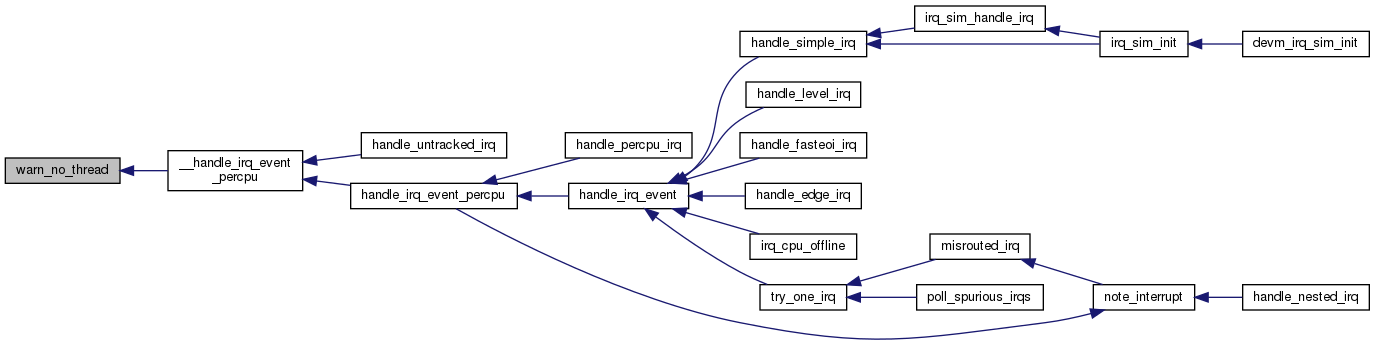 irq_sim_handle_irq
handle_simple_irq
irq_sim_init
devm_irq_sim_init
handle_level_irq
handle_untracked_irq
handle_percpu_irq
handle_fasteoi_irq
warn_no_thread
__handle_irq_event
_percpu
handle_irq_event_percpu
handle_irq_event
handle_edge_irq
irq_cpu_offline
misrouted_irq
try_one_irq
poll_spurious_irqs
note_interrupt
handle_nested_irq